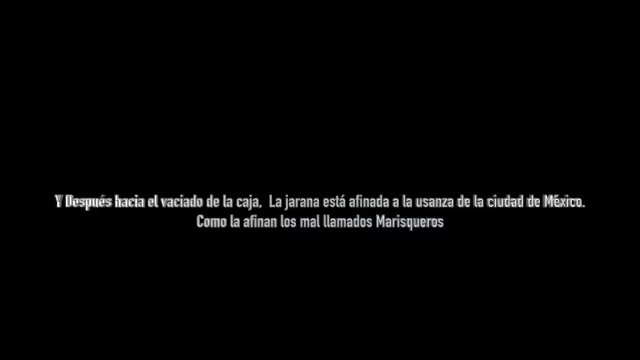 Y Después hacia el vaciado de la caja, La jarana está afinada a la usanza de la ciudad de México.
Como la afinan los mal llamados Marisqueros